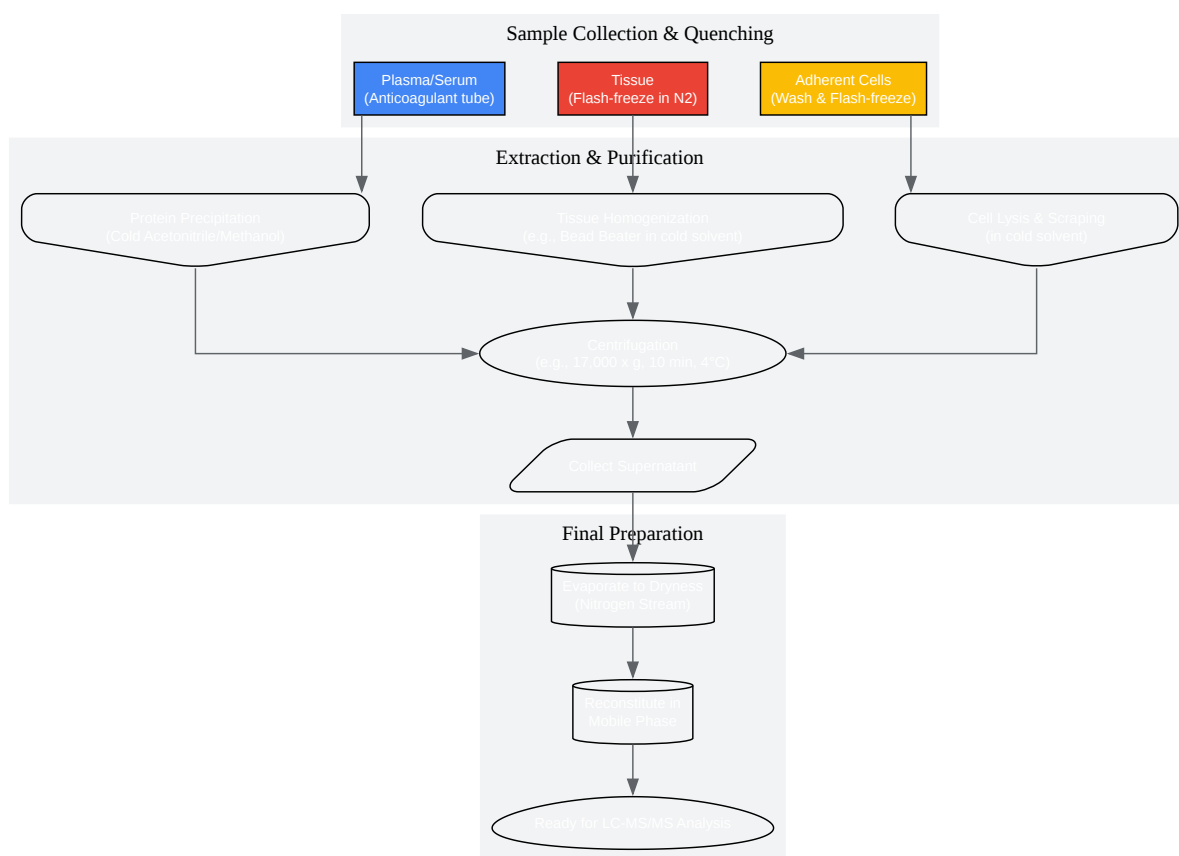 Sample Collection & Quenching
Plasma/Serum
(Anticoagulant tube)
Tissue
(Flash-freeze in N2)
Adherent Cells
(Wash & Flash-freeze)
Extraction & Purification
Protein Precipitation
(Cold Acetonitrile/Methanol)
Tissue Homogenization
(e.g., Bead Beater in cold solvent)
Cell Lysis & Scraping
(in cold solvent)
Centrifugation
(e.g., 17,000 x g, 10 min, 4°C)
Collect Supernatant
Final Preparation
Evaporate to Dryness
(Nitrogen Stream)
Reconstitute in
Mobile Phase
Ready for LC-MS/MS Analysis